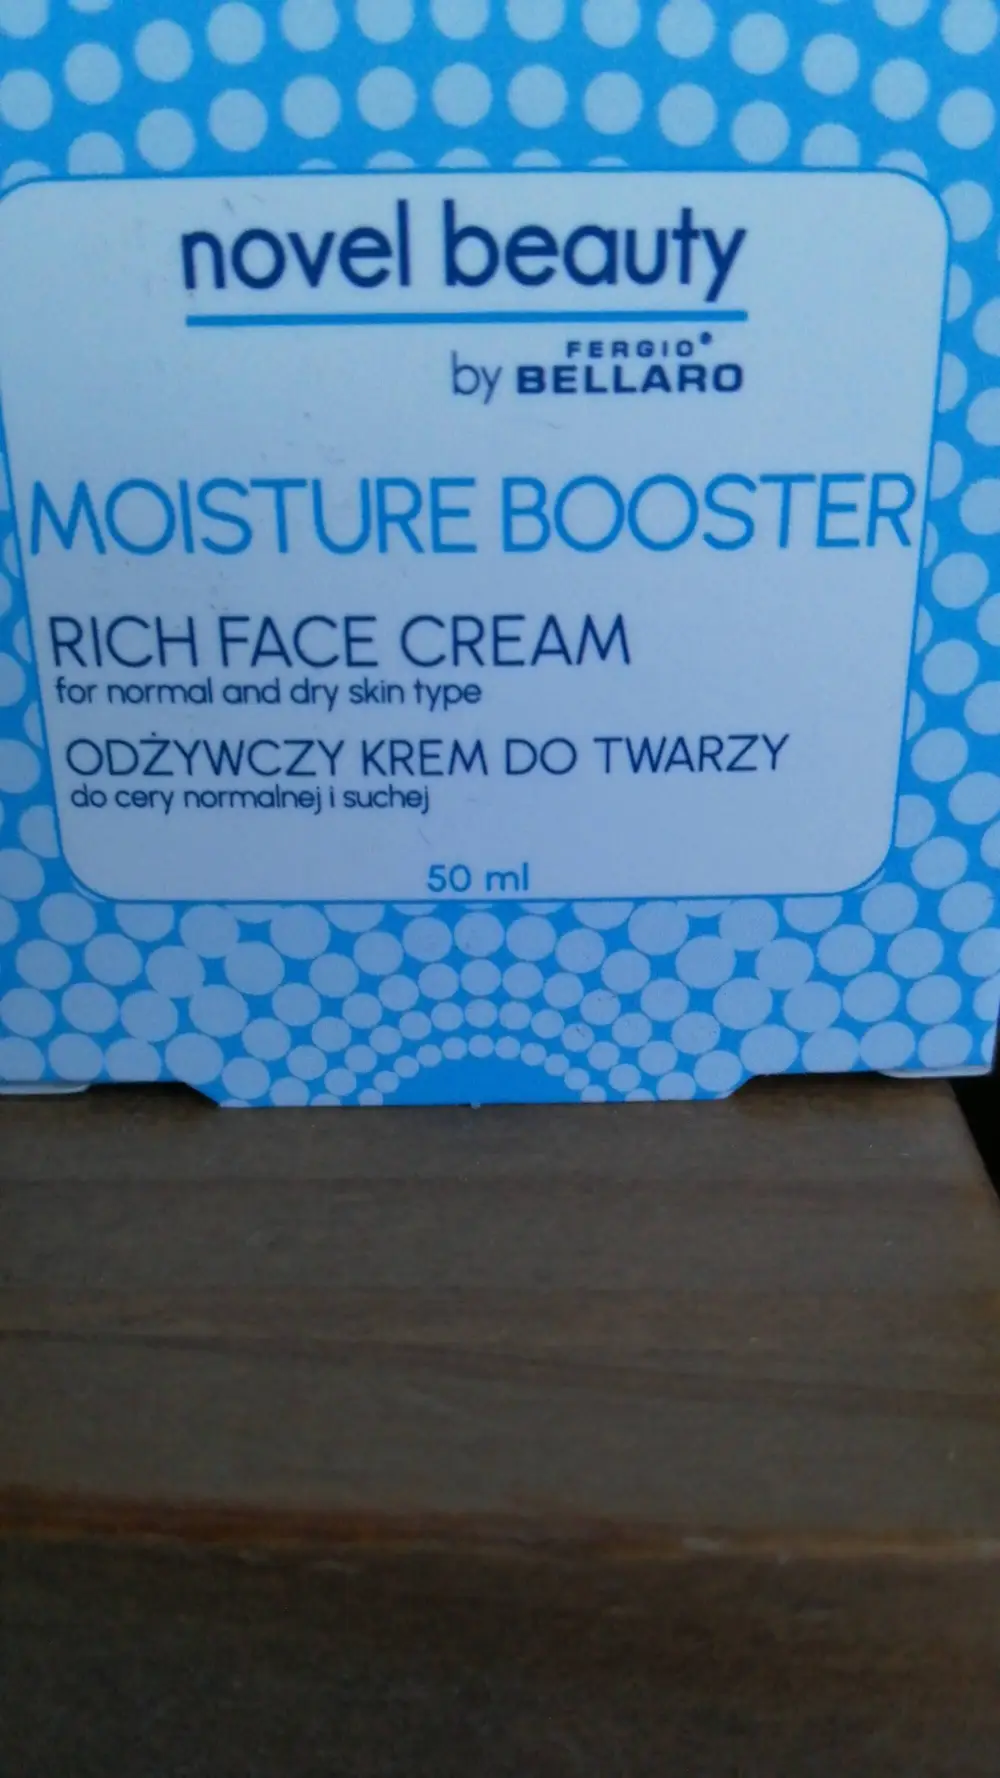 novel beauty
FERGIO®
by BELLARO
MOISTURE BOOSTER
RICH FACE CREAM
for normal and dry skin type
ODŻYWCZY KREM DO TWARZY
do cery normalnej i suchej
50 ml